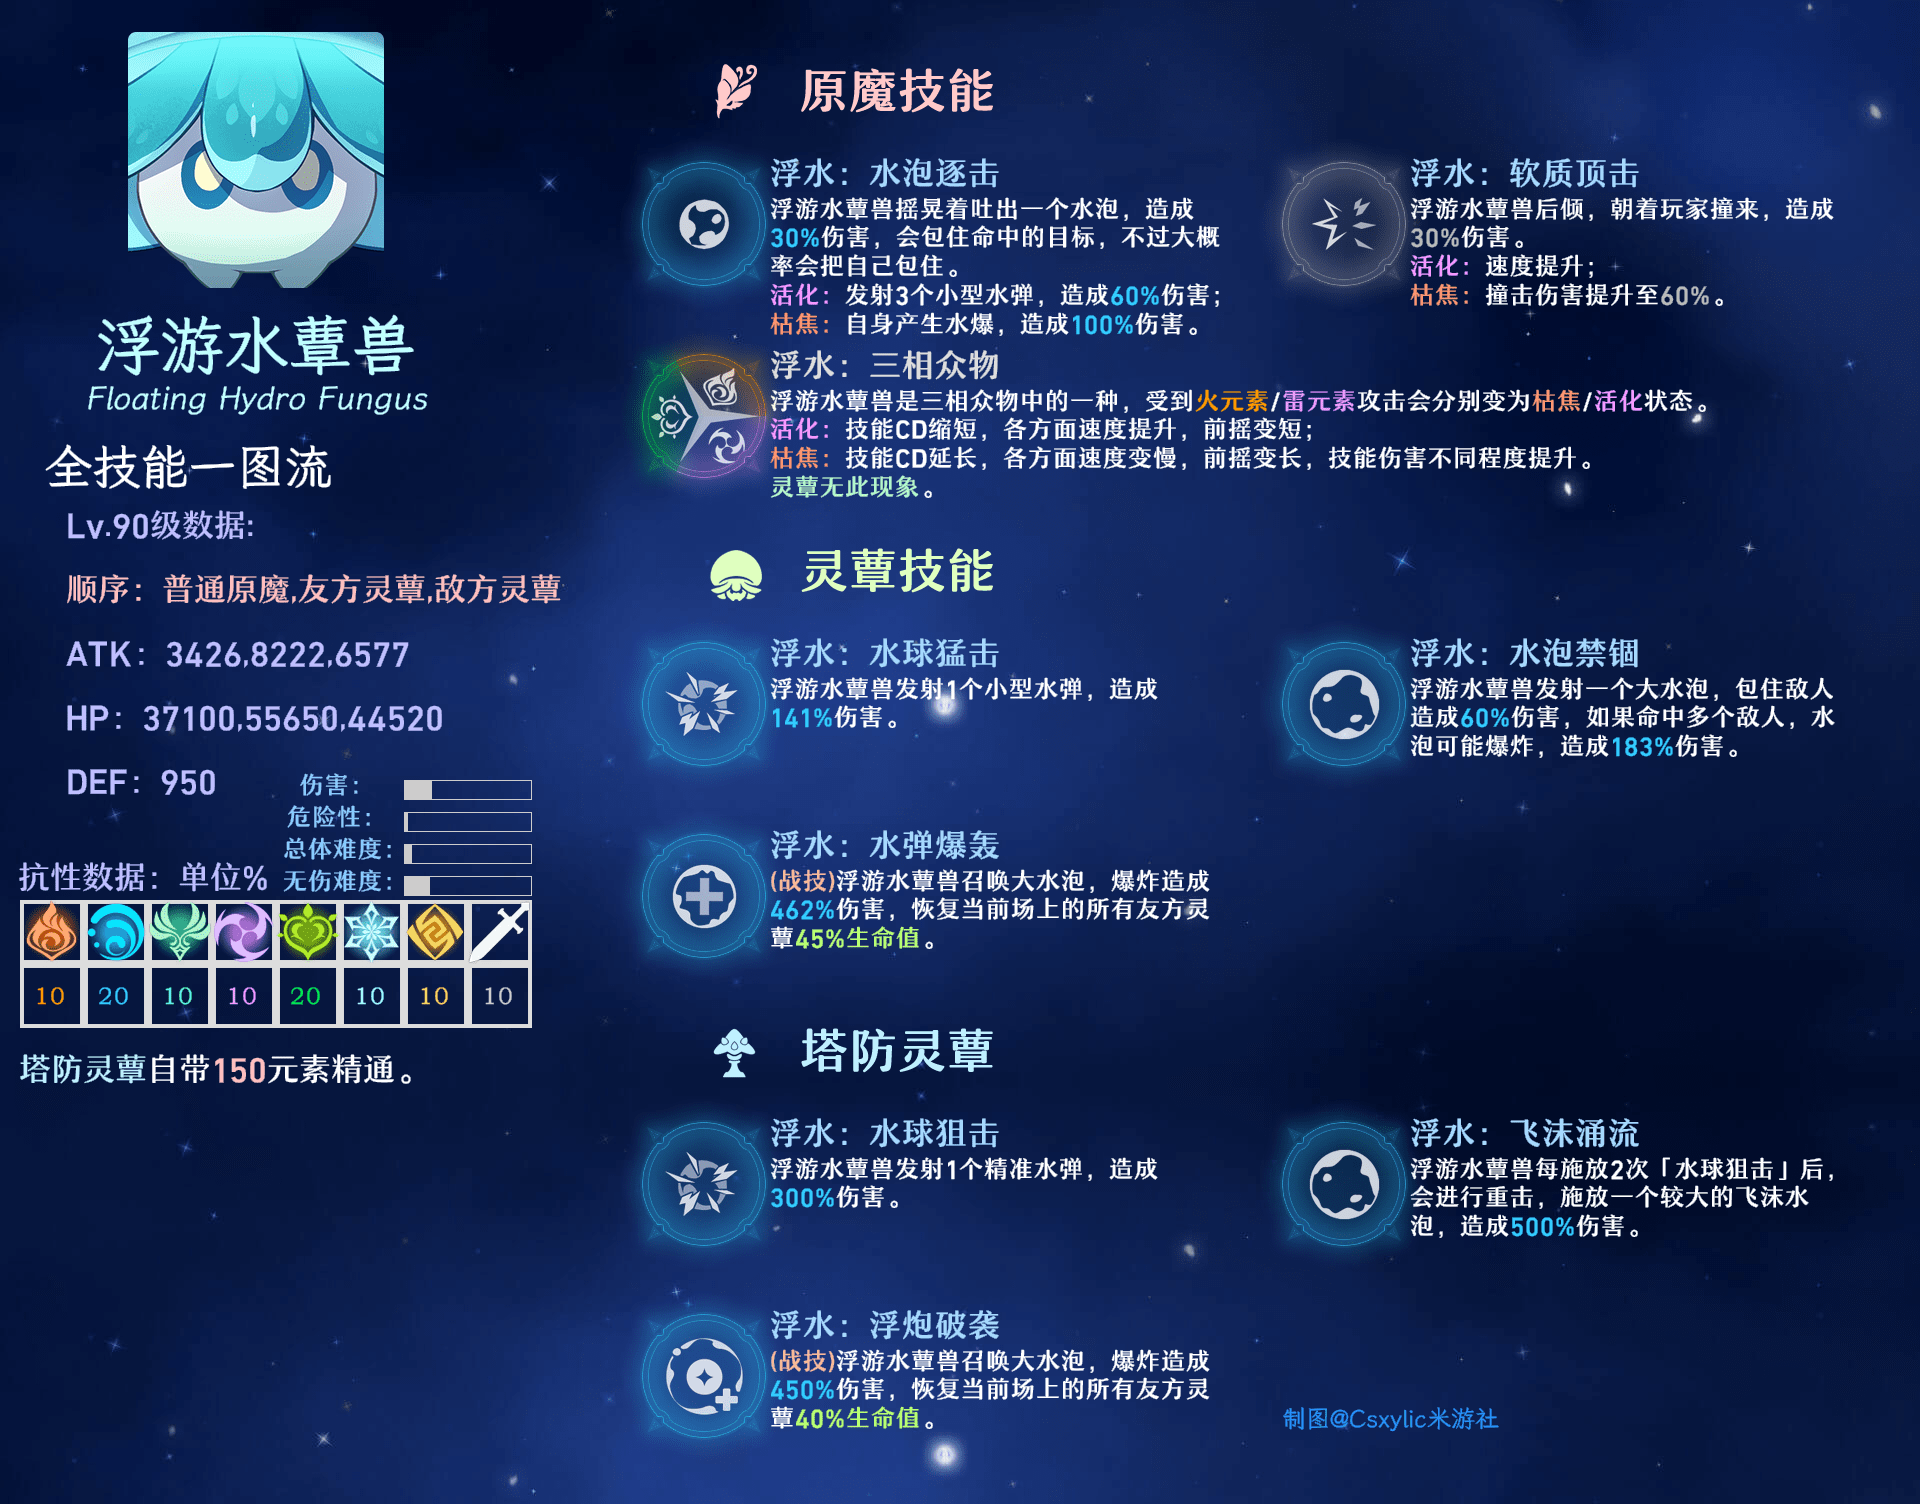 浮游水蕈兽
Floating Hydro Fungus
全技能一图流
Lv.90级数据:
顺序：普通原魔,友方灵蕈,敌方灵蕈
ATK：3426,8222,6577
HP：37100,55650,44520
DEF：950
伤害：
危险性：
总体难度：
无伤难度：
抗性数据：单位%
10 20 10 10 20 10 10 10
塔防灵蕈自带150元素精通。
原魔技能
浮水：水泡逐击
浮游水蕈兽摇晃着吐出一个水泡，造成
30%伤害，会包住命中的目标，不过大概
率会把自己包住。
活化：发射3个小型水弹，造成60%伤害；
枯焦：自身产生水爆，造成100%伤害。
浮水：软质顶击
浮游水蕈兽后倾，朝着玩家撞来，造成
30%伤害。
活化：速度提升；
枯焦：撞击伤害提升至60%。
浮水：三相众物
浮游水蕈兽是三相众物中的一种，受到火元素/雷元素攻击会分别变为枯焦/活化状态。
活化：技能CD缩短，各方面速度提升，前摇变短；
枯焦：技能CD延长，各方面速度变慢，前摇变长，技能伤害不同程度提升。
灵蕈无此现象。
灵蕈技能
浮水：水球猛击
浮游水蕈兽发射1个小型水弹，造成
141%伤害。
浮水：水泡禁锢
浮游水蕈兽发射一个大水泡，包住敌人
造成60%伤害，如果命中多个敌人，水
泡可能爆炸，造成183%伤害。
浮水：水弹爆轰
(战技)浮游水蕈兽召唤大水泡，爆炸造成
462%伤害，恢复当前场上的所有友方灵
蕈45%生命值。
塔防灵蕈
浮水：水球狙击
浮游水蕈兽发射1个精准水弹，造成
300%伤害。
浮水：飞沫涌流
浮游水蕈兽每施放2次「水球狙击」后，
会进行重击，施放一个较大的飞沫水
泡，造成500%伤害。
浮水：浮炮破袭
(战技)浮游水蕈兽召唤大水泡，爆炸造成
450%伤害，恢复当前场上的所有友方灵
蕈40%生命值。
制图@Csxylic米游社